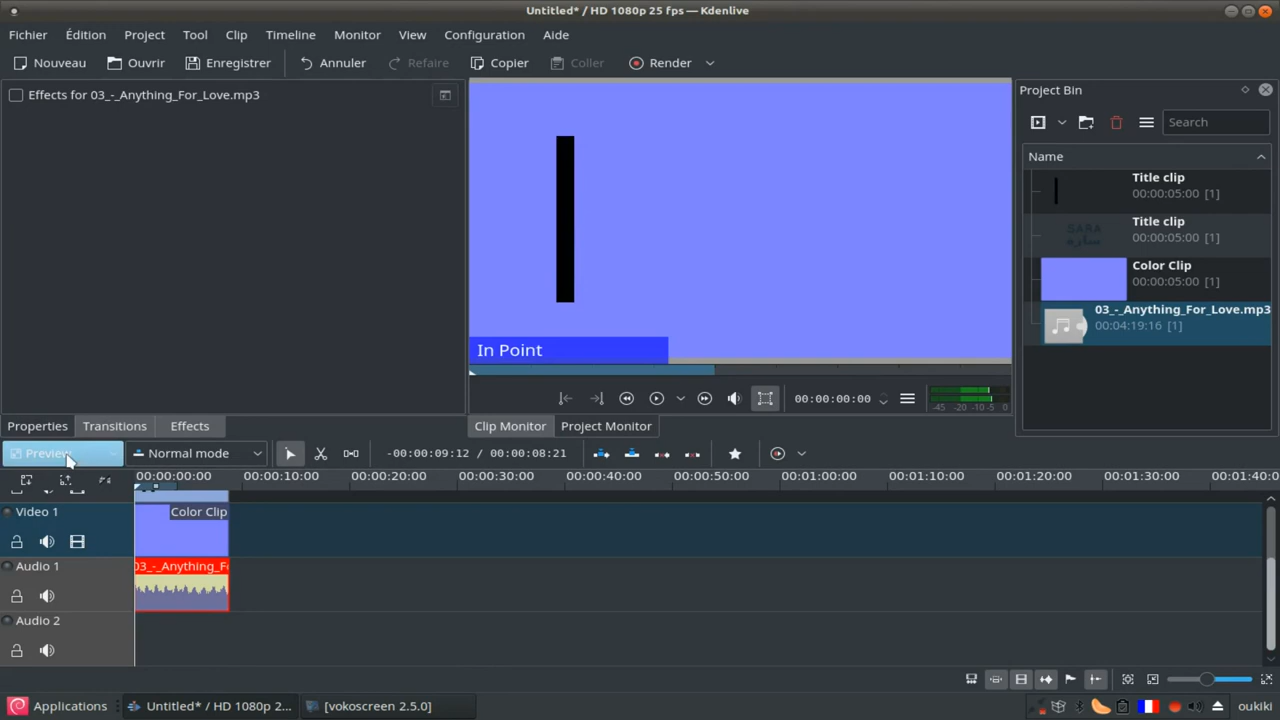 Untitled* / HD 1080p 25 fps — Kdenlive
Fichier Édition Project Tool Clip Timeline Monitor View Configuration Aide
Nouveau Ouvrir Enregistrer Annuler Refaire Copier Coller Render
Effects for 03_-_Anything_For_Love.mp3
Project Bin
Search
Name
Title clip
00:00:05:00 [1]
SARA
سارة
Title clip
00:00:05:00 [1]
Color Clip
00:00:05:00 [1]
03_-_Anything_For_Love.mp3
00:04:19:16 [1]
In Point
00:00:00:00
-45 -20 -10 -5 0
Properties Transitions Effects
Clip Monitor Project Monitor
Preview Normal mode -00:00:09:12 / 00:00:08:21
00:00:00:00 00:00:10:00 00:00:20:00 00:00:30:00 00:00:40:00 00:00:50:00 00:01:00:00 00:01:10:00 00:01:20:00 00:01:30:00 00:01:40:0
Video 1
Color Clip
Audio 1
03_-_Anything_F
Audio 2
Applications Untitled* / HD 1080p 2... [vokoscreen 2.5.0] oukiki